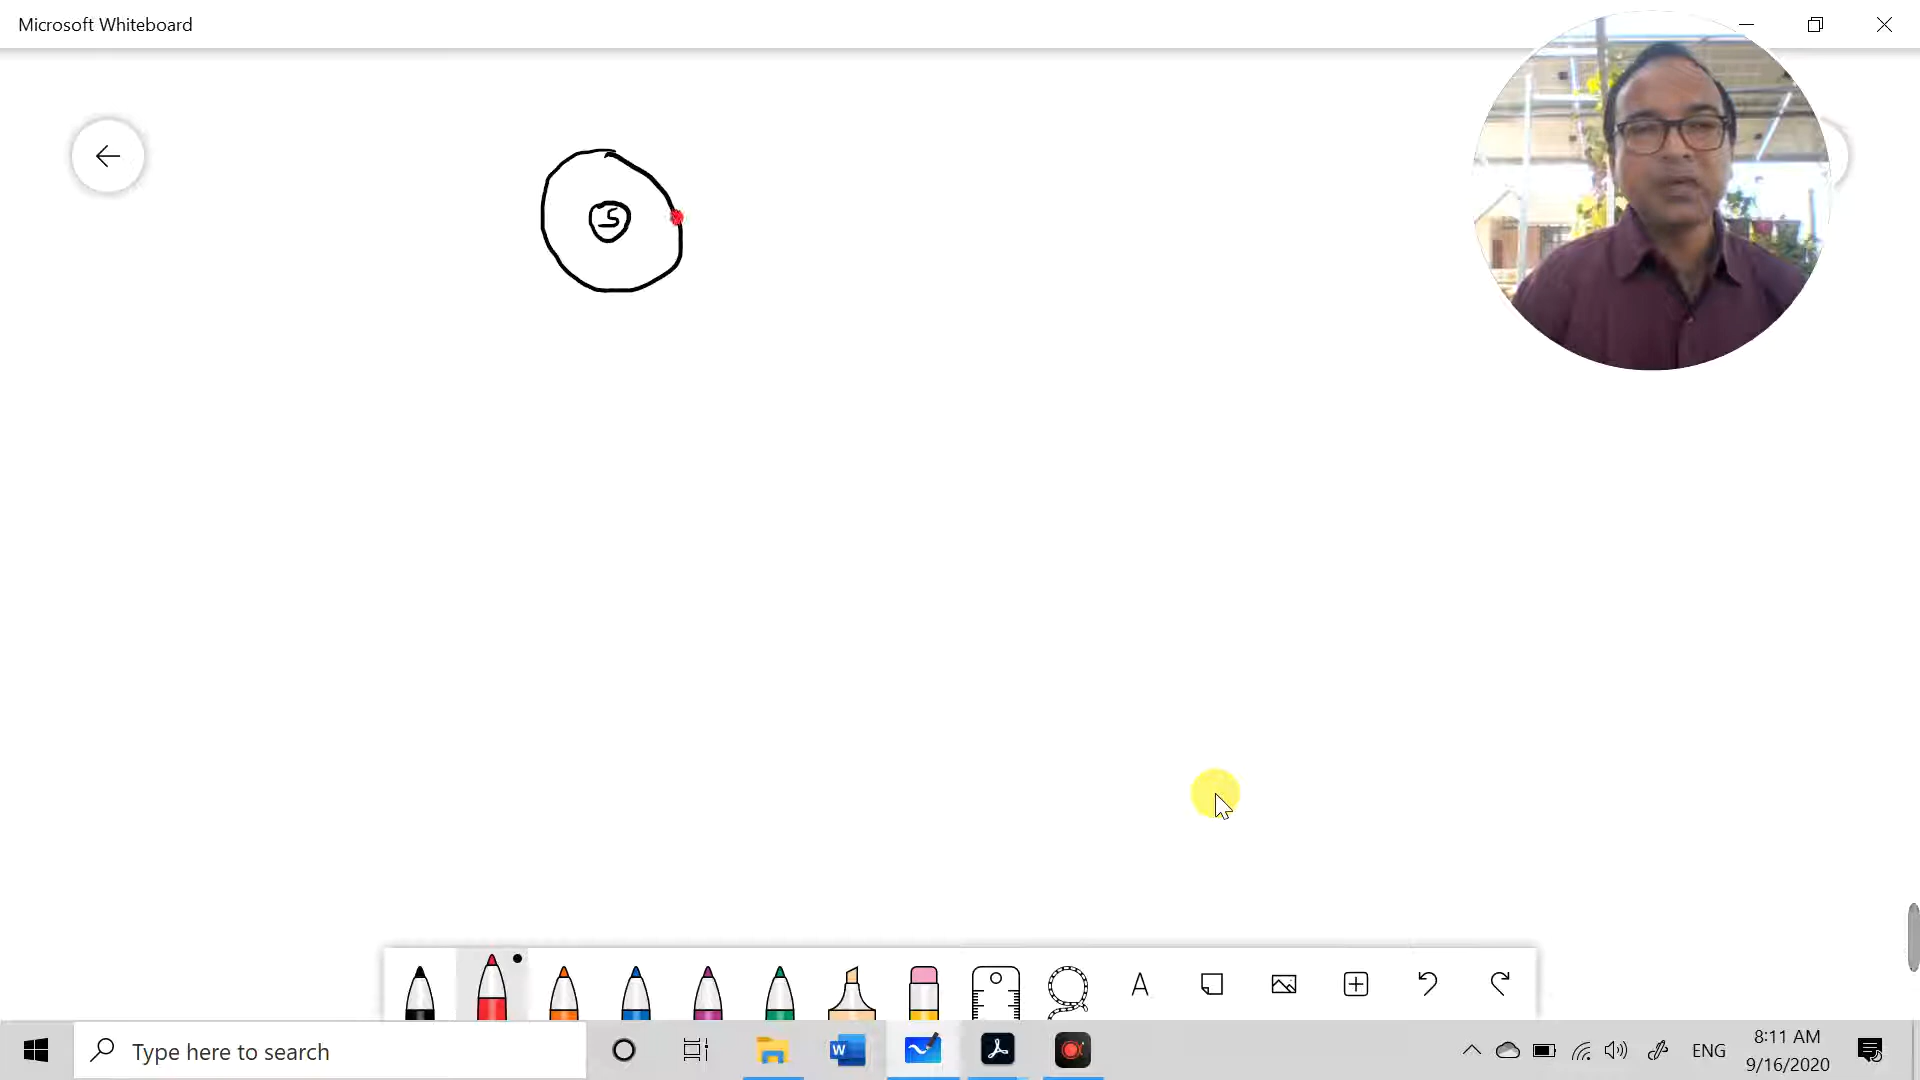 Microsoft Whiteboard
S
A
Type here to search
W
ENG
8:11 AM
9/16/2020